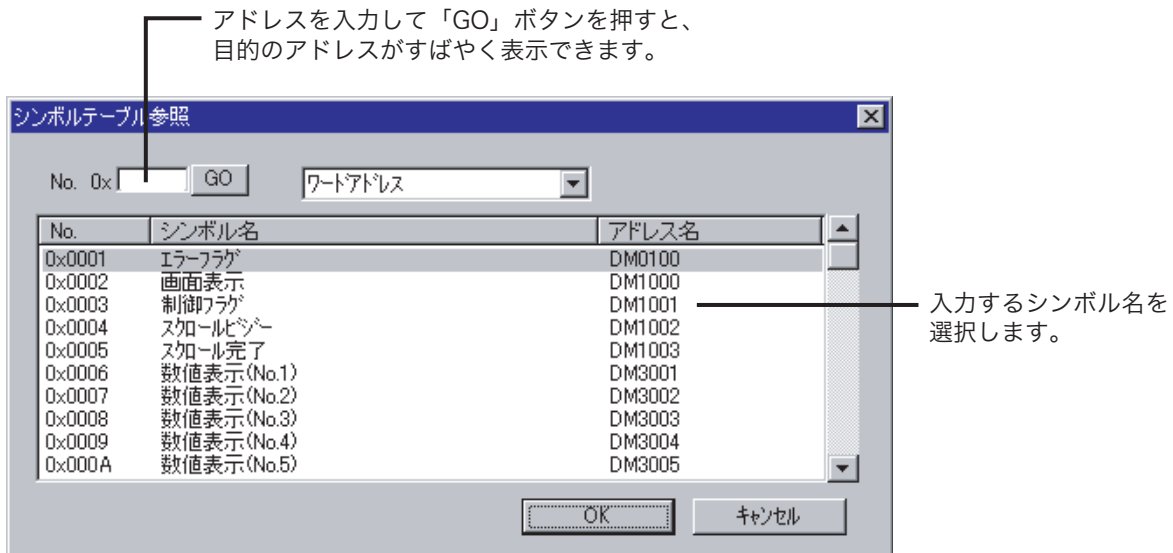 アドレスを入力して「GO」ボタンを押すと、
目的のアドレスがすばやく表示できます。
シンボルテーブル参照
No. 0x GO ワードアドレス
No. シンボル名 アドレス名
0x0001 エラーフラグ DM0100
0x0002 画面表示 DM1000
0x0003 制御フラグ DM1001
0x0004 スクロールビジー DM1002
0x0005 スクロール完了 DM1003
0x0006 数値表示(No.1) DM3001
0x0007 数値表示(No.2) DM3002
0x0008 数値表示(No.3) DM3003
0x0009 数値表示(No.4) DM3004
0x000A 数値表示(No.5) DM3005
入力するシンボル名を
選択します。
OK キャンセル